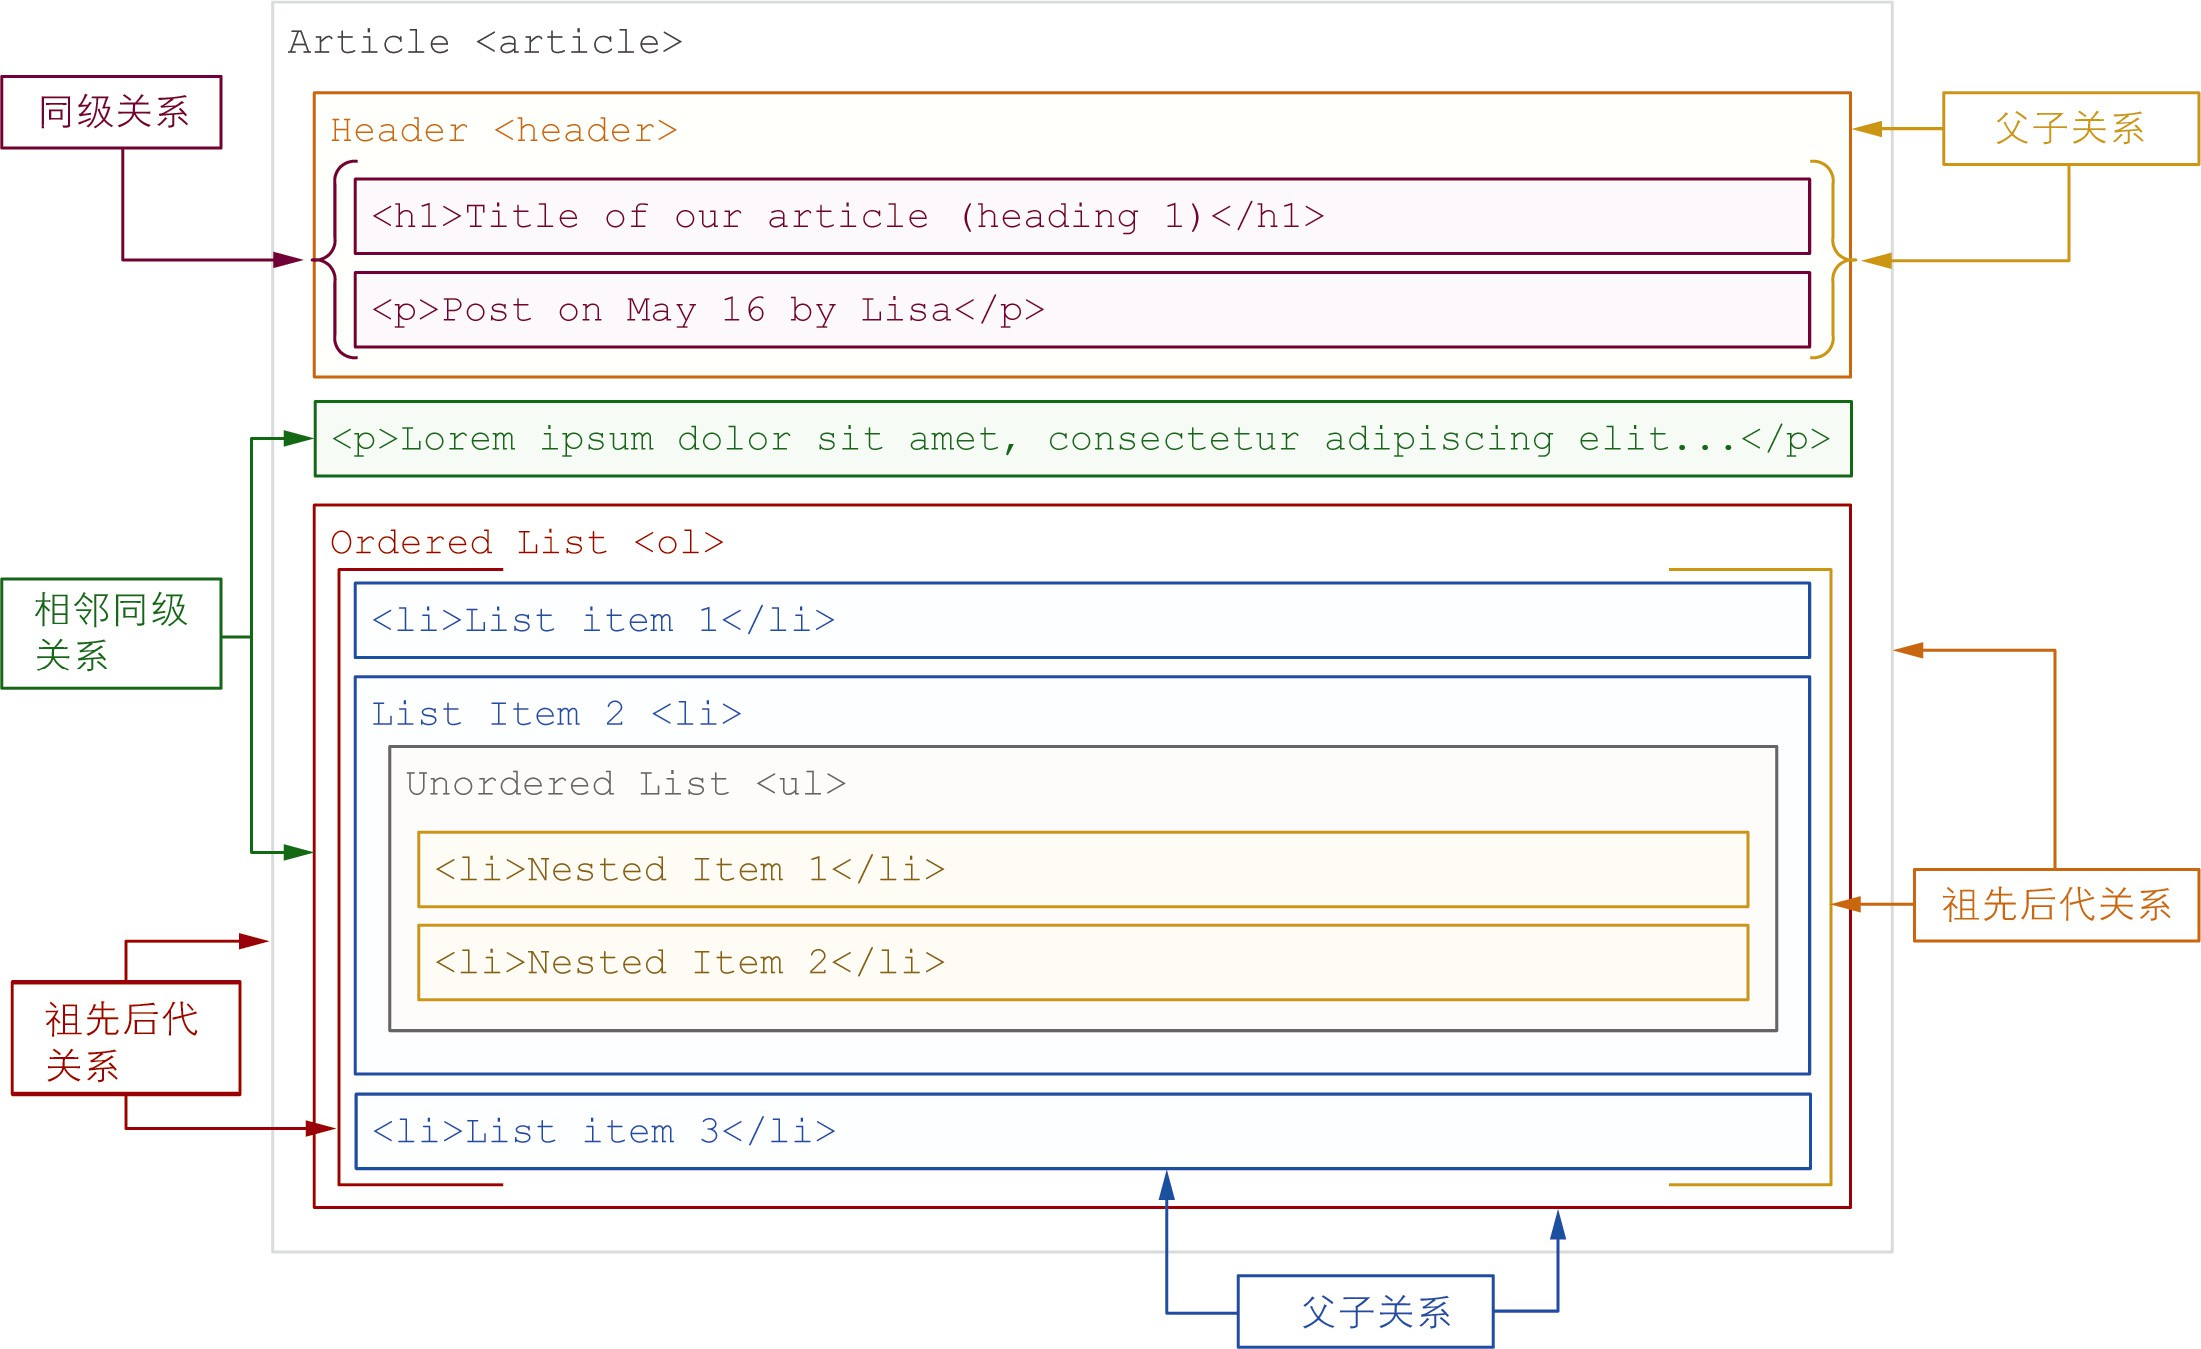 Article <article>
同级关系
Header <header>
父子关系
<h1>Title of our article (heading 1)</h1>
<p>Post on May 16 by Lisa</p>
<p>Lorem ipsum dolor sit amet, consectetur adipiscing elit...</p>
Ordered List <ol>
相邻同级
关系
<li>List item 1</li>
List Item 2 <li>
Unordered List <ul>
<li>Nested Item 1</li>
祖先后代关系
<li>Nested Item 2</li>
祖先后代
关系
<li>List item 3</li>
父子关系